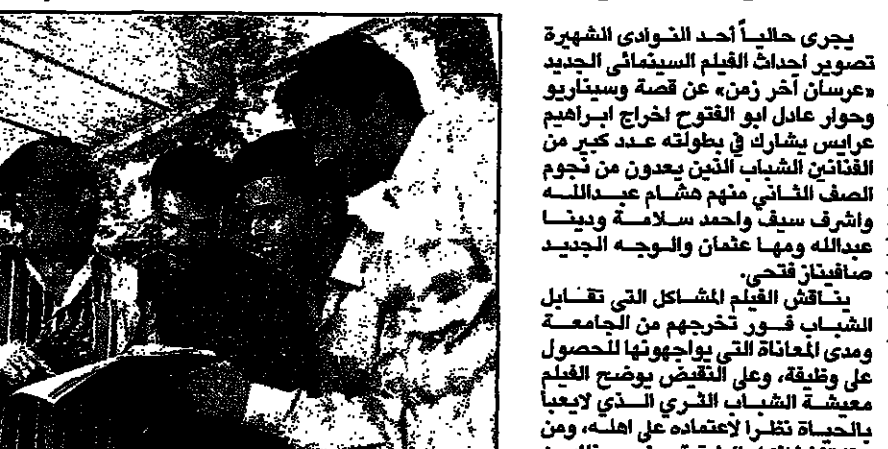 يجرى حالياً أحد النوادى الشهيرة
تصوير احداث الفيلم السينمائى الجديد
«عرسان آخر زمن» عن قصة وسيناريو
وحوار عادل ابو الفتوح اخراج ابراهيم
عرايس يشارك في بطولته عدد كبير من
الفنانين الشباب الذين يعدون من نجوم
الصف الثاني منهم هشام عبدالله
واشرف سيف واحمد سلامة ودينا
عبدالله ومها عثمان والوجه الجديد
صافيناز فتحى.
يناقش الفيلم المشاكل التى تقابل
الشباب فور تخرجهم من الجامعة
ومدى المعاناة التى يواجهونها للحصول
على وظيفة، وعلى النقيض يوضح الفيلم
معيشة الشباب الثري الذي لايعبأ
بالحياة نظرا لاعتماده على اهله، ومن